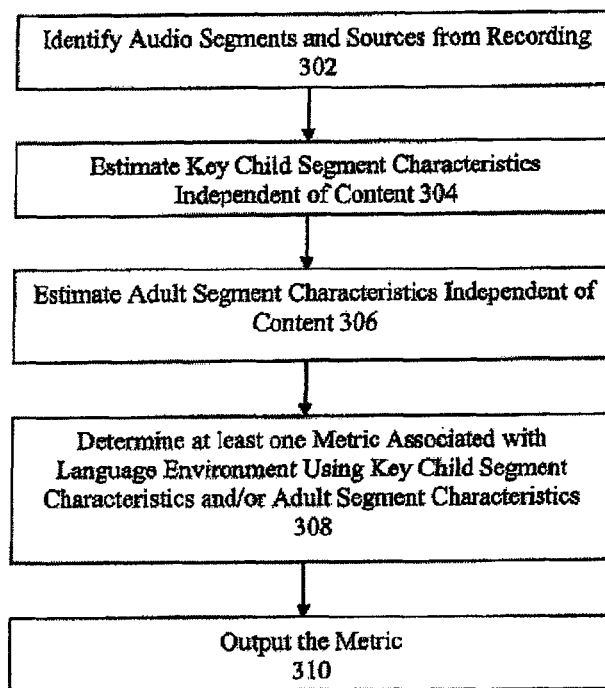 Identify Audio Segments and Sources from Recording
302
Estimate Key Child Segment Characteristics
Independent of Content 304
Estimate Adult Segment Characteristics Independent of
Content 306
Determine at least one Metric Associated with
Language Environment Using Key Child Segment
Characteristics and/or Adult Segment Characteristics
308
Output the Metric
310